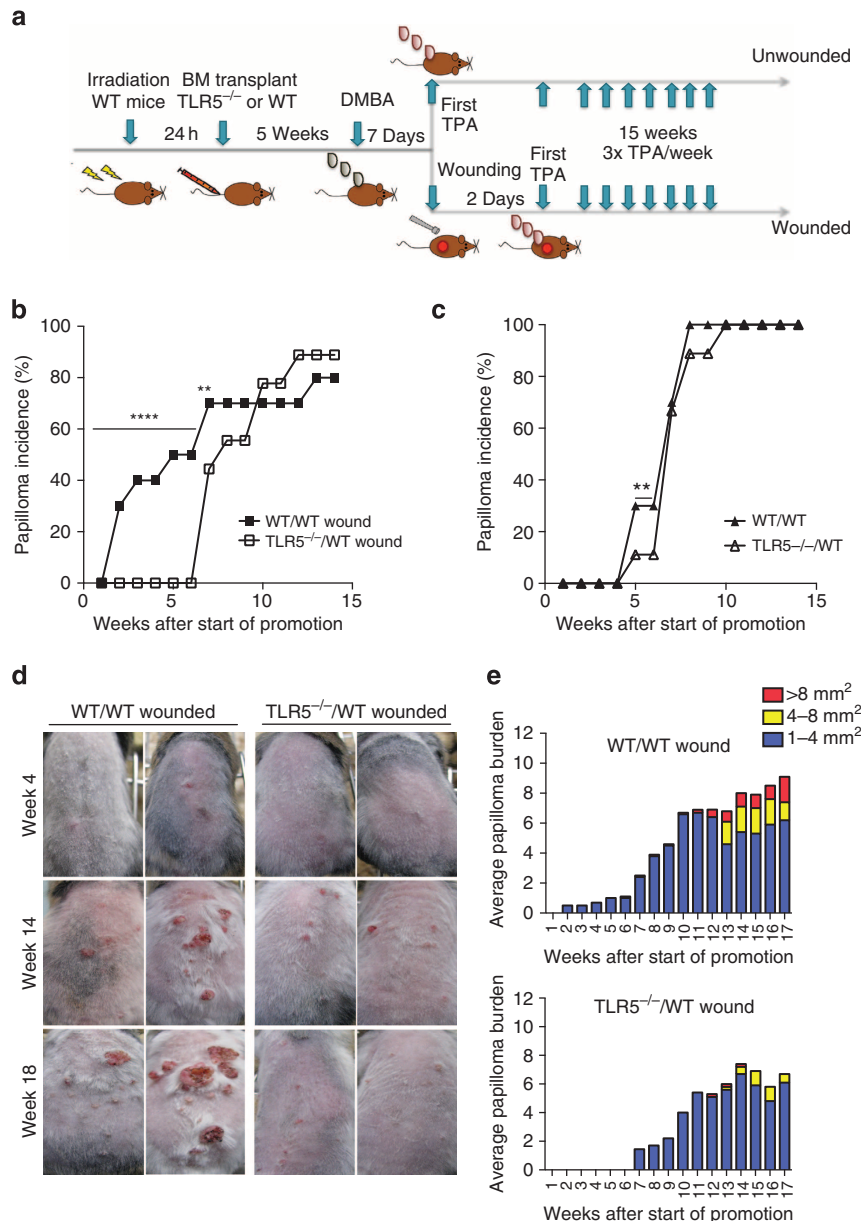 a
Irradiation
WT mice
BM transplant
TLR5⁻/⁻ or WT
24 h
5 Weeks
DMBA
7 Days
First
TPA
Unwounded
Wounding
2 Days
First
TPA
15 weeks
3x TPA/week
Wounded
b
Papilloma incidence (%)
100
80
60
40
20
0
****
**
WT/WT wound
TLR5⁻/⁻/WT wound
0
5
10
15
Weeks after start of promotion
c
Papilloma incidence (%)
100
80
60
40
20
0
**
WT/WT
TLR5–/–/WT
0
5
10
15
Weeks after start of promotion
d
WT/WT wounded
TLR5⁻/⁻/WT wounded
Week 4
Week 14
Week 18
e
>8 mm²
4–8 mm²
1–4 mm²
WT/WT wound
Average papilloma burden
12
10
8
6
4
2
0
1 2 3 4 5 6 7 8 9 10 11 12 13 14 15 16 17
Weeks after start of promotion
TLR5⁻/⁻/WT wound
Average papilloma burden
12
10
8
6
4
2
0
1 2 3 4 5 6 7 8 9 10 11 12 13 14 15 16 17
Weeks after start of promotion